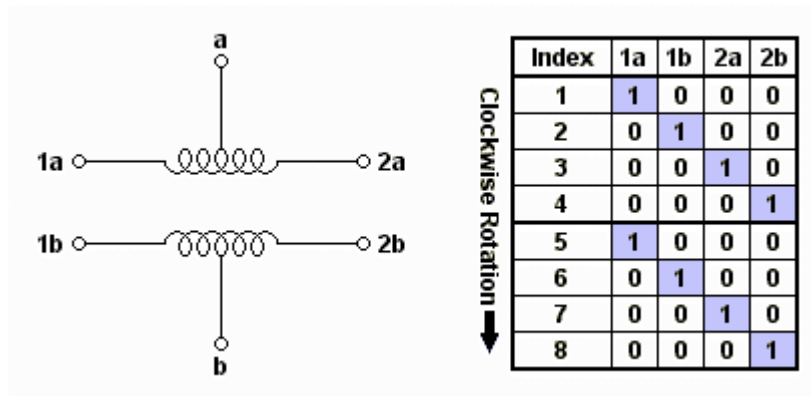 a
1a 2a
1b 2b
b
Clockwise Rotation
Index 1a 1b 2a 2b
1 1 0 0 0
2 0 1 0 0
3 0 0 1 0
4 0 0 0 1
5 1 0 0 0
6 0 1 0 0
7 0 0 1 0
8 0 0 0 1